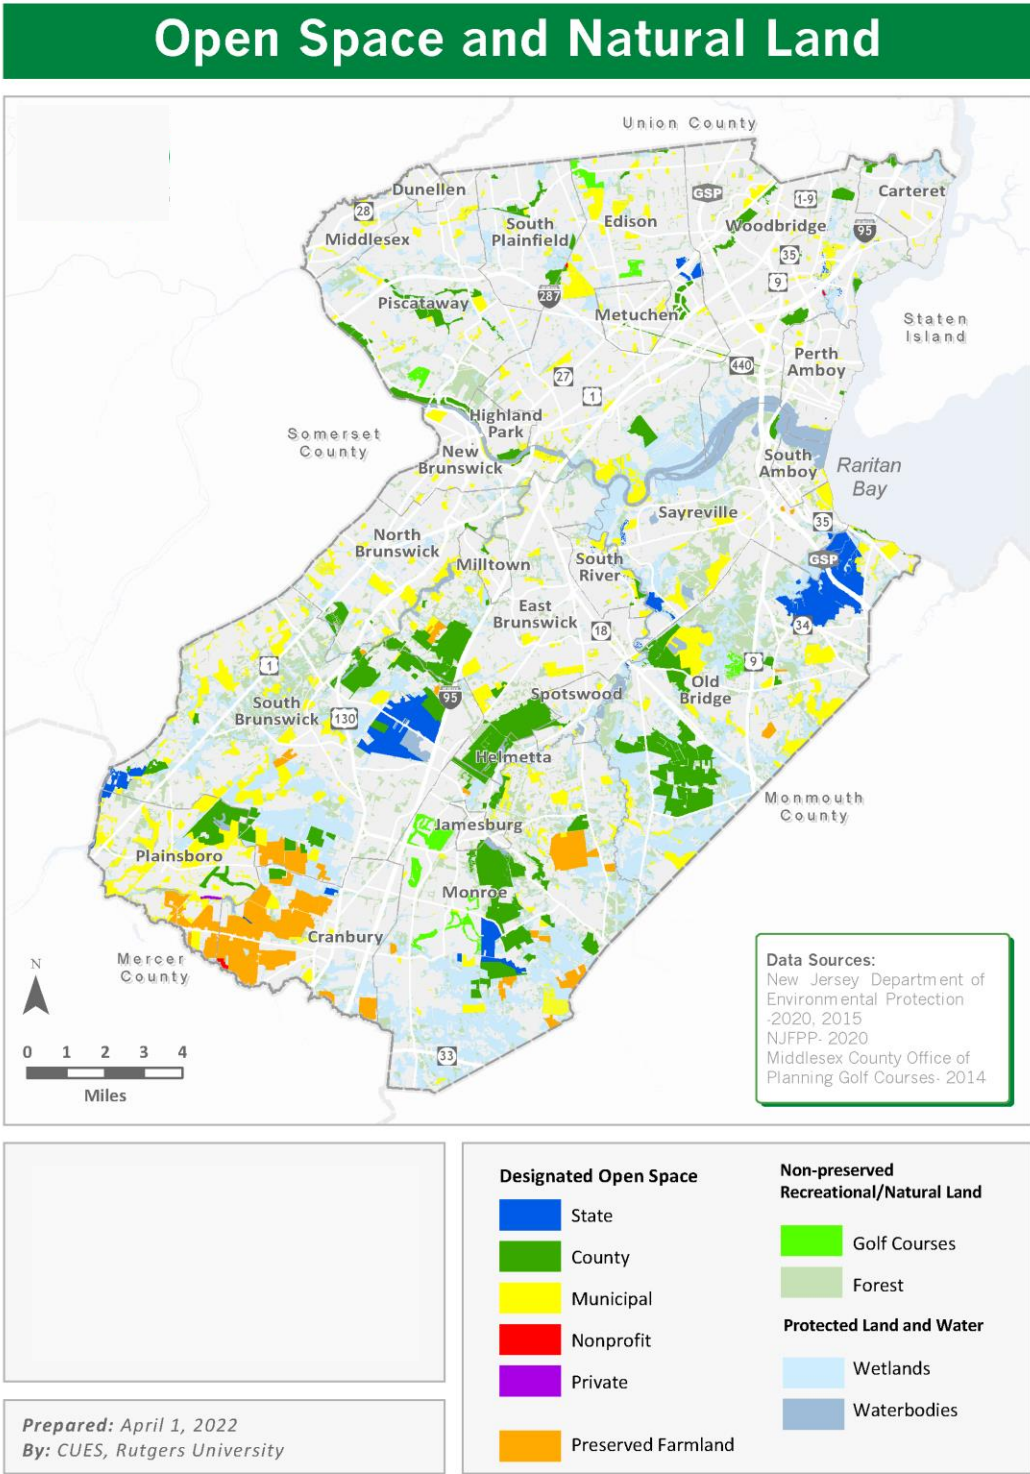 Open Space and Natural Land
Union County
Dunellen
GSP
1-9
Carteret
28
Middlesex
South
Plainfield
Edison
Woodbridge
95
35
9
Piscataway
287
Metuchen
Staten
Island
Perth
Amboy
440
27
1
Highland
Park
Somerset
County
New
Brunswick
South
Amboy
Raritan
Bay
Sayreville
35
North
Brunswick
Milltown
South
River
GSP
East
Brunswick
18
34
1
9
Old
Bridge
95
Spotswood
South
Brunswick
130
Helmetta
Monmouth
County
Jamesburg
Plainsboro
Monroe
Cranbury
Mercer
County
N
33
0 1 2 3 4
Miles
Data Sources:
New Jersey Department of
Environmental Protection
-2020, 2015
NJFPP- 2020
Middlesex County Office of
Planning Golf Courses- 2014
Designated Open Space
State
County
Municipal
Nonprofit
Private
Preserved Farmland
Non-preserved
Recreational/Natural Land
Golf Courses
Forest
Protected Land and Water
Wetlands
Waterbodies
Prepared: April 1, 2022
By: CUES, Rutgers University